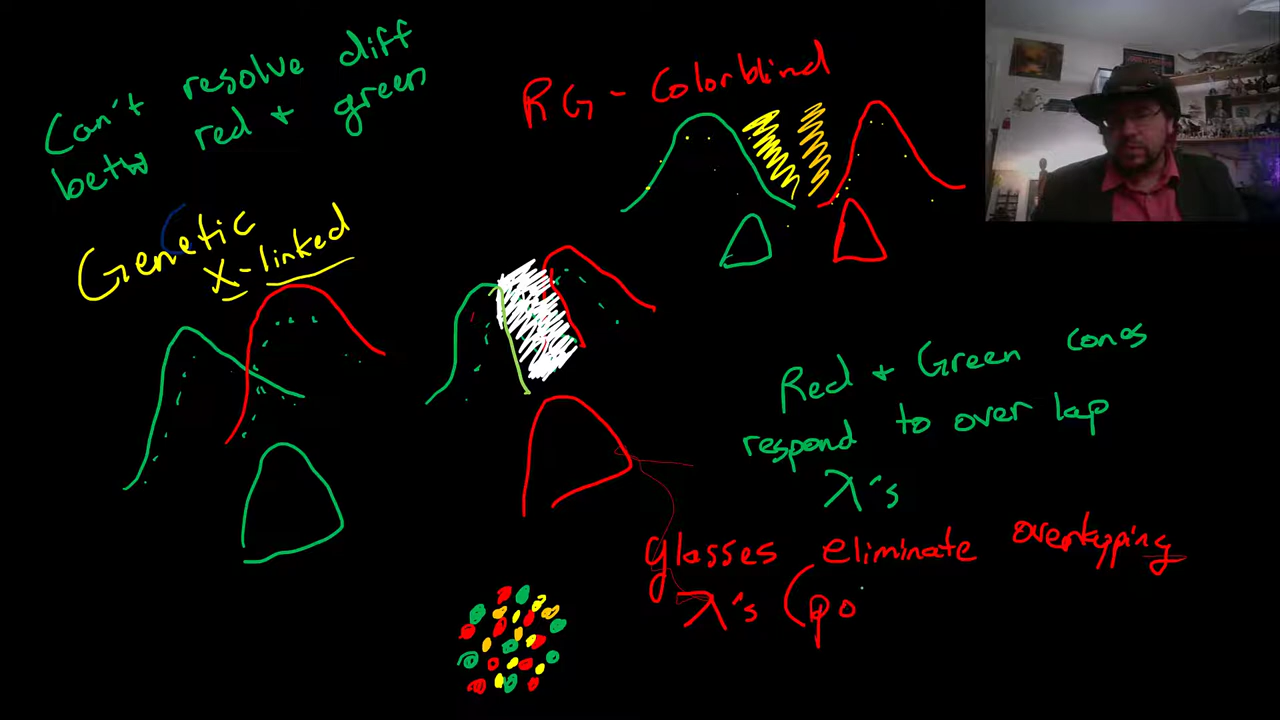 Can't resolve diff
betw red + green
RG - Colorblind
Genetic
X-linked
Red + Green cones
respond to over lap
λ's
glasses eliminate overlapping
λ's (po